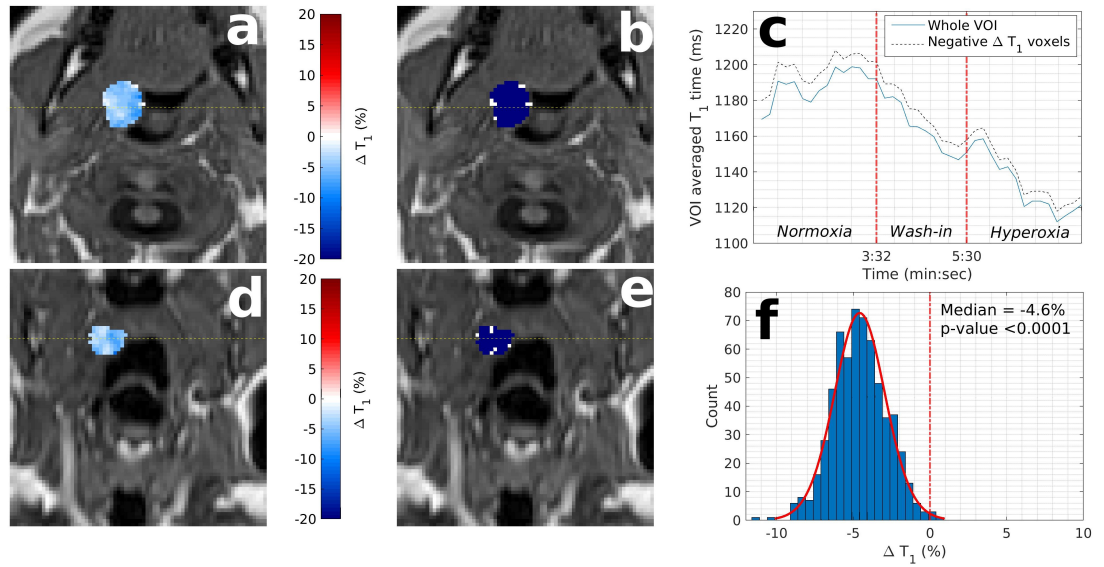 a
20
15
10
5
0
-5
-10
-15
-20
Δ T1 (%)
b
c
1220
1200
1180
1160
1140
1120
1100
VOI averaged T1 time (ms)
Whole VOI
Negative Δ T1 voxels
Normoxia
Wash-in
Hyperoxia
3:32
5:30
Time (min:sec)
d
20
15
10
5
0
-5
-10
-15
-20
Δ T1 (%)
e
f
80
70
60
50
40
30
20
10
0
Count
Median = -4.6%
p-value <0.0001
-10
-5
0
5
10
Δ T1 (%)